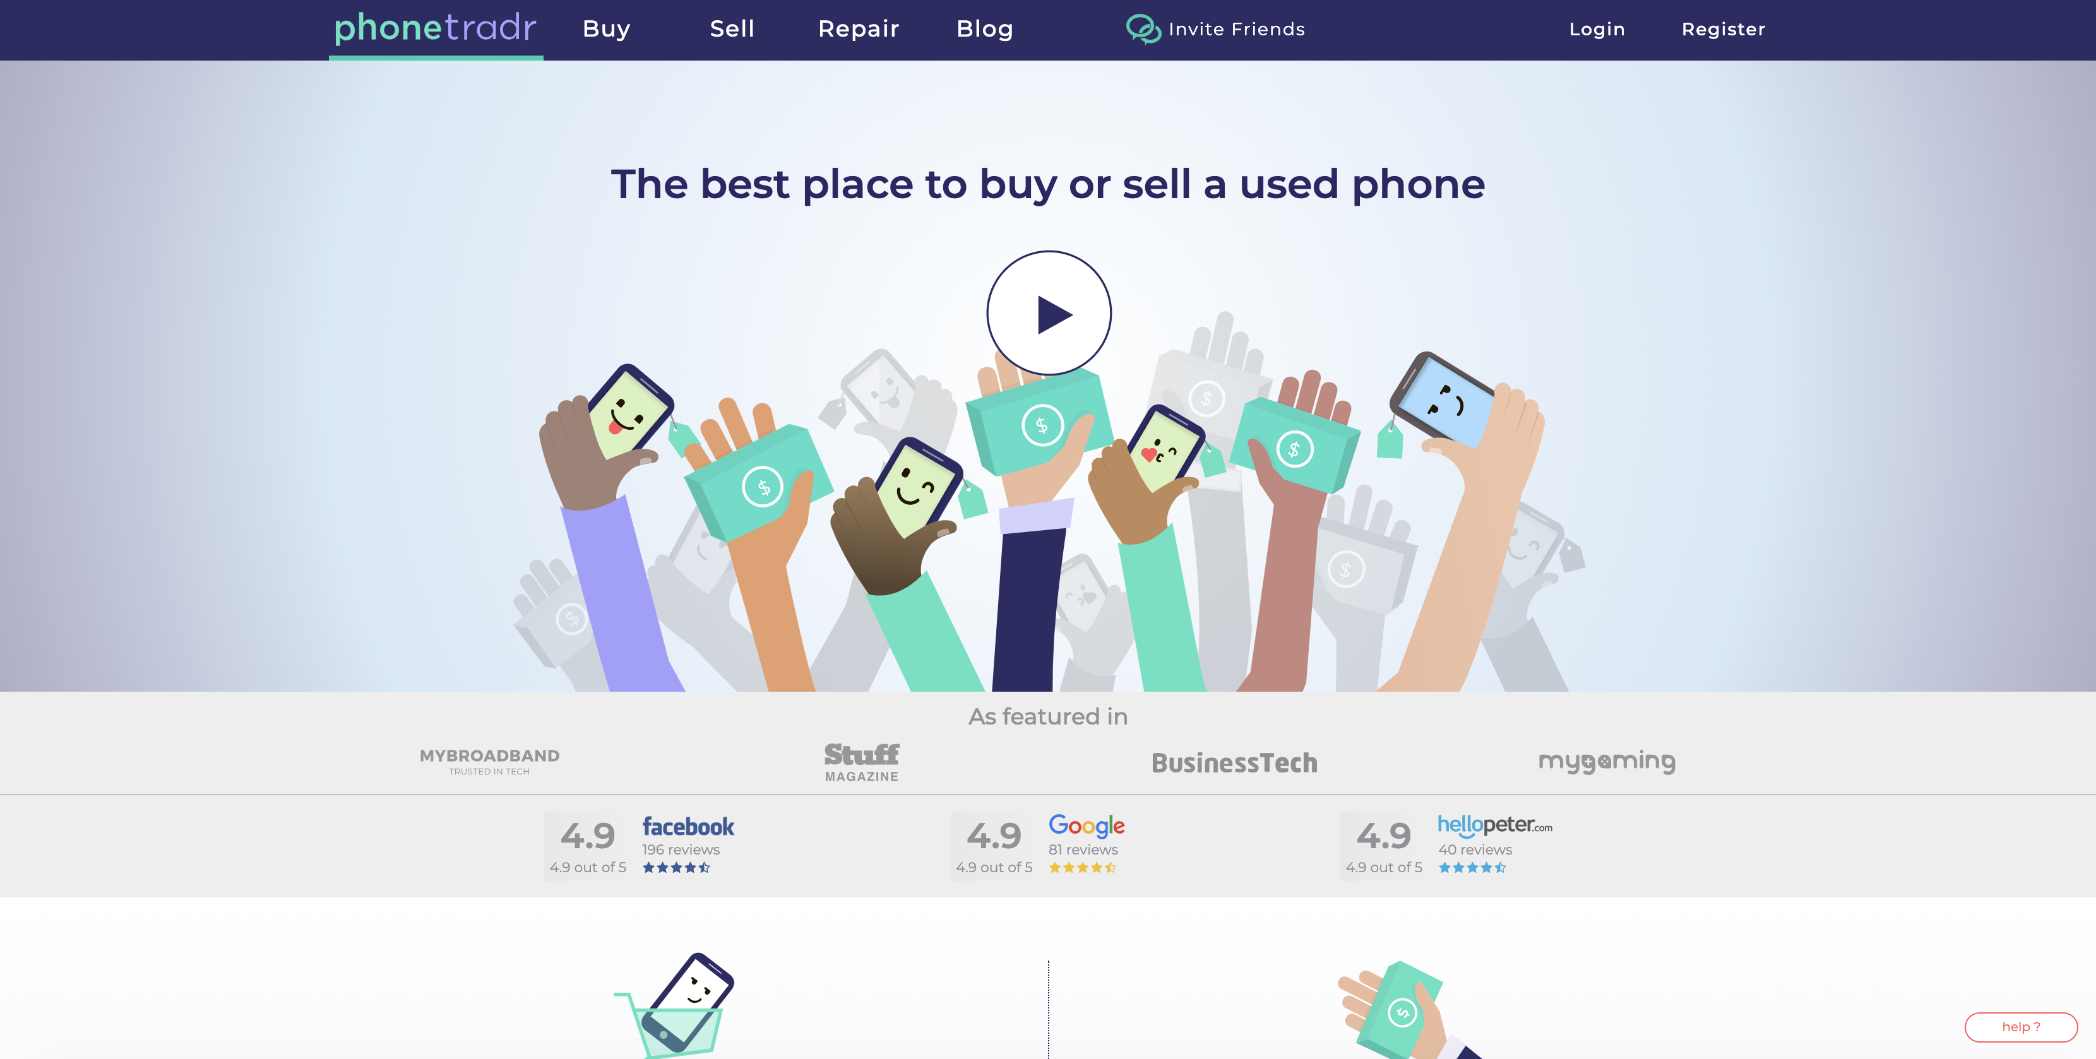 phonetradr
Buy
Sell
Repair
Blog
Invite Friends
Login
Register
The best place to buy or sell a used phone
$
$
$
$
$
$
$
As featured in
MYBROADBAND
TRUSTED IN TECH
Stuff
MAGAZINE
BusinessTech
mygaming
4.9
4.9 out of 5
facebook
196 reviews
4.9
4.9 out of 5
Google
81 reviews
4.9
4.9 out of 5
hellopeter.com
40 reviews
$
help ?